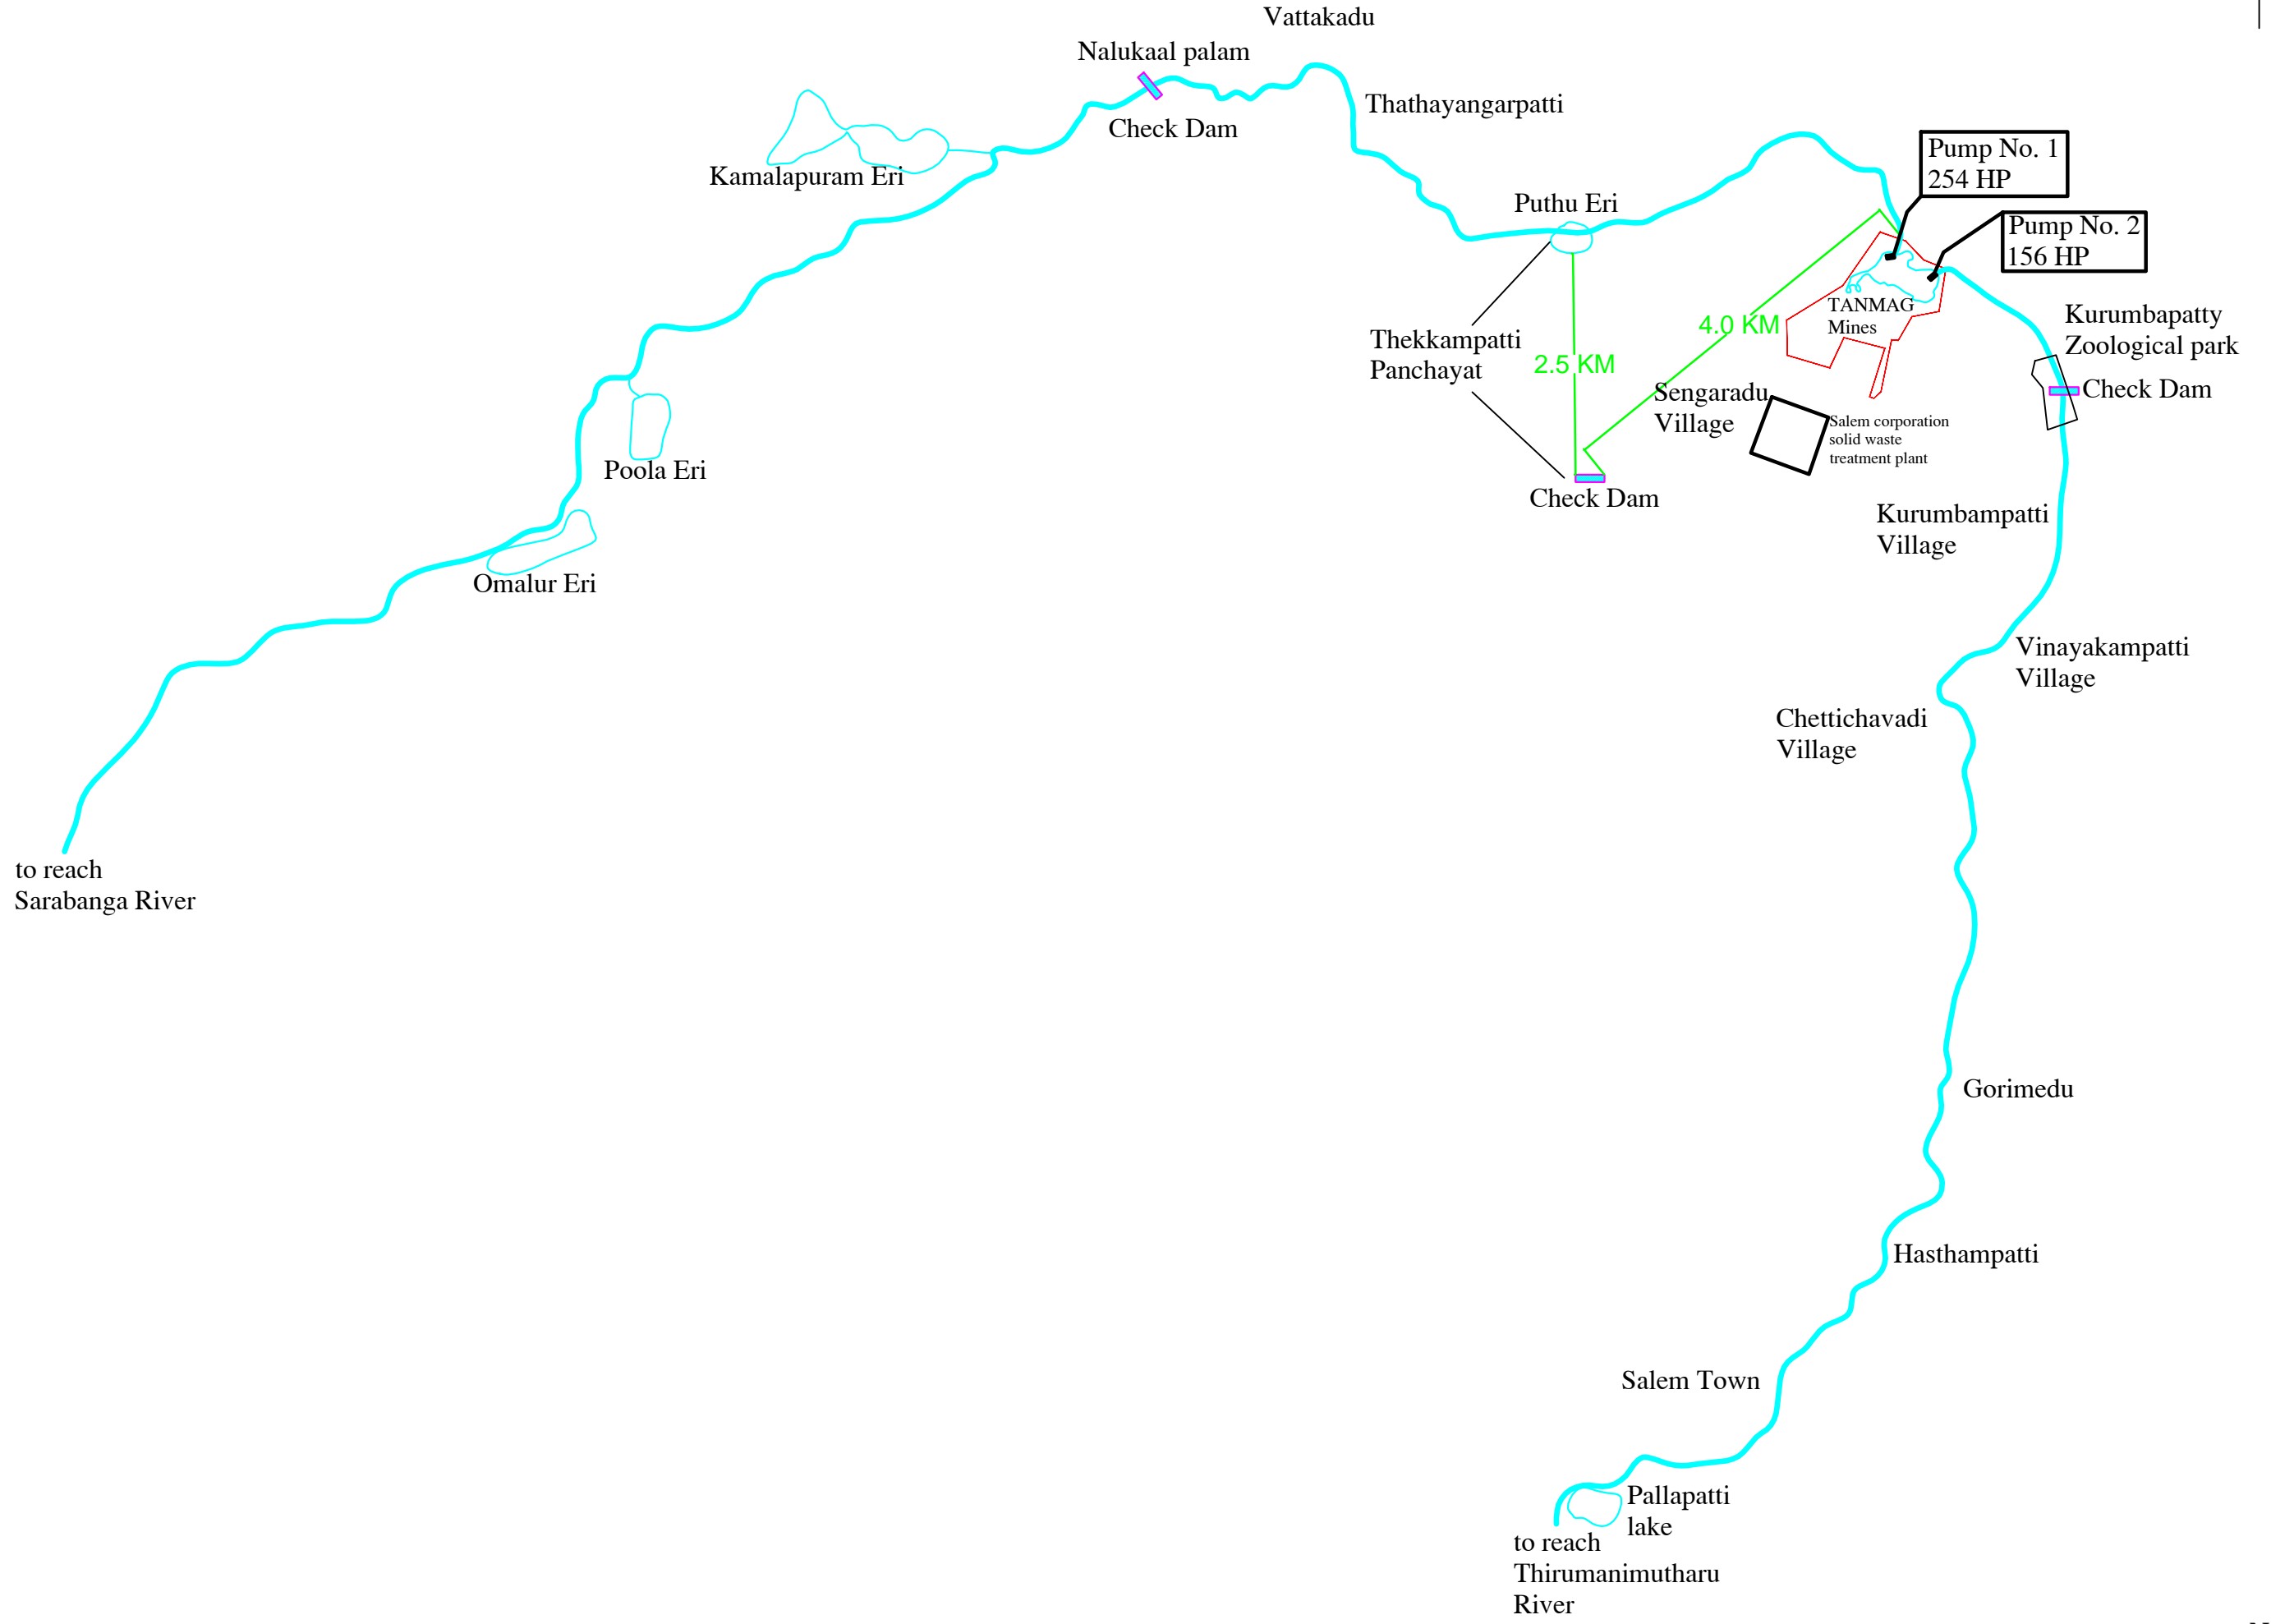 Vattakadu
Nalukaal palam
Check Dam
Thathayangarpatti
Kamalapuram Eri
Puthu Eri
Pump No. 1
254 HP
Pump No. 2
156 HP
TANMAG
Mines
Kurumbapatty
Zoological park
Check Dam
Thekkampatti
Panchayat
2.5 KM
4.0 KM
Sengaradu
Village
Salem corporation
solid waste
treatment plant
Check Dam
Poola Eri
Omalur Eri
Kurumbampatti
Village
Vinayakampatti
Village
Chettichavadi
Village
to reach
Sarabanga River
Gorimedu
Hasthampatti
Salem Town
Pallapatti
lake
to reach
Thirumanimutharu
River